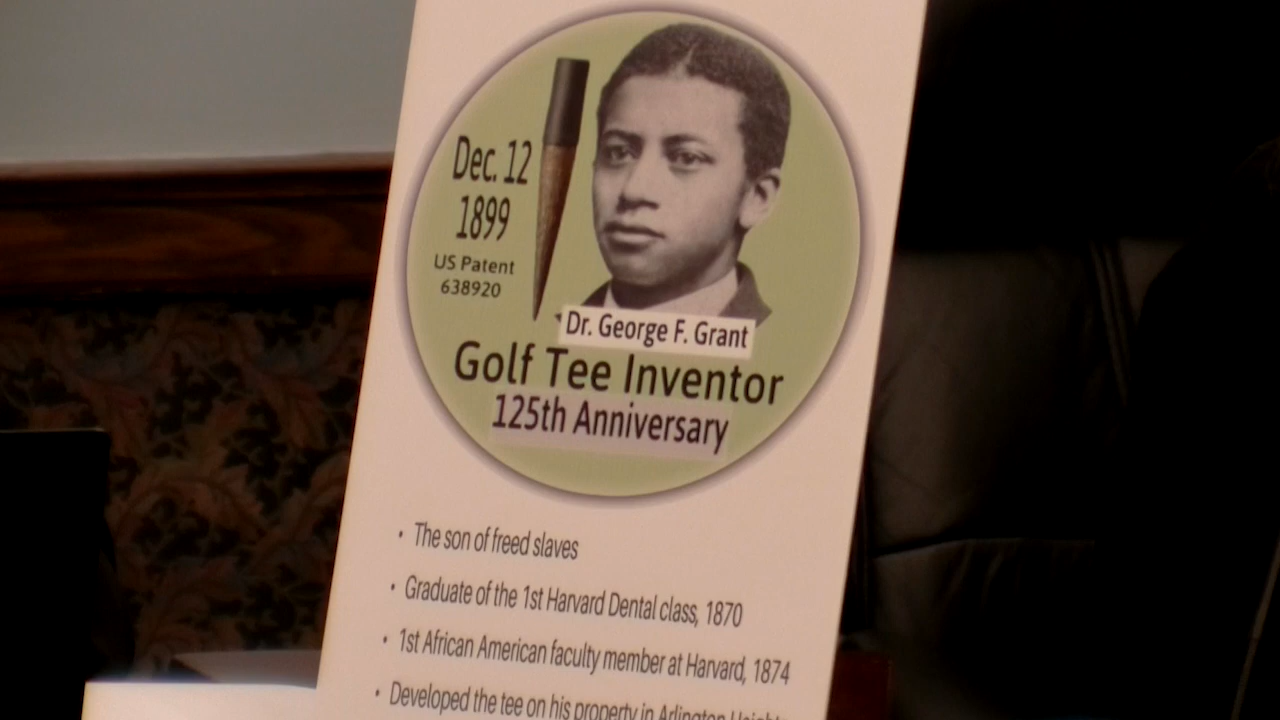 Dec. 12
1899
US Patent
638920
Dr. George F. Grant
Golf Tee Inventor
125th Anniversary
• The son of freed slaves
• Graduate of the 1st Harvard Dental class, 1870
• 1st African American faculty member at Harvard, 1874
• Developed the tee on his property in Arlington Heights